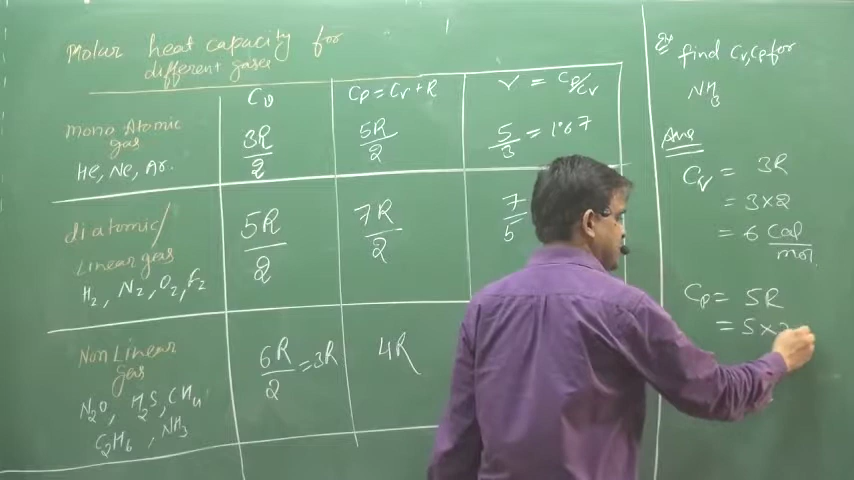 Molar heat capacity for
different gases
Cv
Cp = Cv + R
γ = Cp/Cv
Mono Atomic
gas
He, Ne, Ar.
3R/2
5R/2
5/3 = 1.67
diatomic/
Linear gas
H2, N2, O2, F2
5R/2
7R/2
7/5
Non Linear
gas
N2O, H2S, CH4
C2H6, NH3
6R/2 = 3R
4R
Ex find Cv, Cp for
NH3
Ans
Cv = 3R
= 3×2
= 6 cal/mol.
Cp = 5R
= 5×